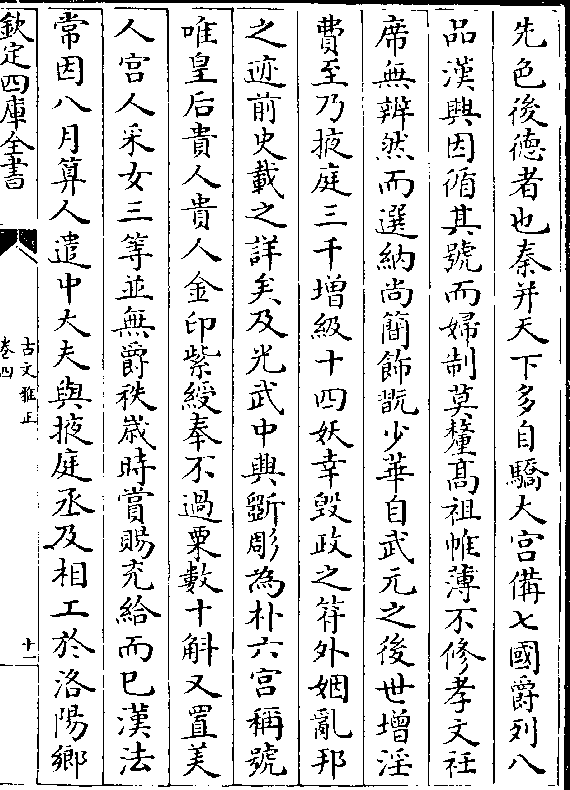 先色後德者也秦并天下多自驕大宫備七國爵列八
品漢興因循其號而婦制莫釐髙祖帷薄不修孝文衽
席無辨然而選納尚簡飾翫少華自武元之後世增淫
費至乃掖庭三千增級十四妖幸毁政之符外姻亂邦
之迹前史載之詳矣及光武中興斵彫為朴六宫稱號
唯皇后貴人貴人金印紫綬奉不過粟數十斛又置美
人宫人采女三等並無爵秩歲時賞賜充給而已漢法
常因八月算人遣中大夫與掖庭丞及相工於洛陽鄉
欽定四庫全書
古文雅正
卷四
十一